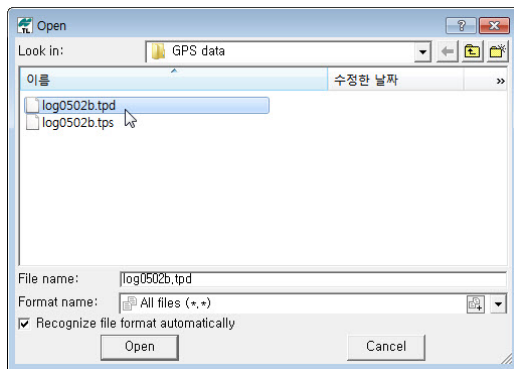 TL Open
Look in: GPS data
이름 수정한 날짜 »
log0502b.tpd
log0502b.tps
File name: log0502b,tpd
Format name: All files (*,*)
Recognize file format automatically
Open Cancel